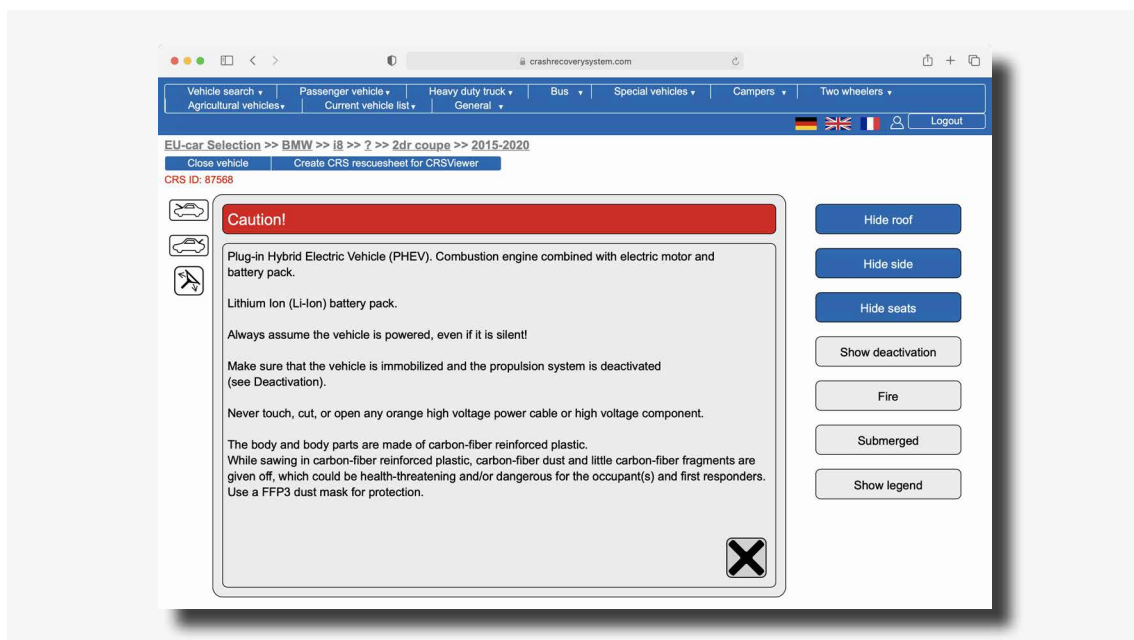 crashrecoverysystem.com
Vehicle search
Passenger vehicle
Heavy duty truck
Bus
Special vehicles
Campers
Two wheelers
Agricultural vehicles
Current vehicle list
General
Logout
EU-car Selection >> BMW >> i8 >> ? >> 2dr coupe >> 2015-2020
Close vehicle
Create CRS rescuesheet for CRSViewer
CRS ID: 87568
Caution!
Plug-in Hybrid Electric Vehicle (PHEV). Combustion engine combined with electric motor and
battery pack.
Lithium Ion (Li-Ion) battery pack.
Always assume the vehicle is powered, even if it is silent!
Make sure that the vehicle is immobilized and the propulsion system is deactivated
(see Deactivation).
Never touch, cut, or open any orange high voltage power cable or high voltage component.
The body and body parts are made of carbon-fiber reinforced plastic.
While sawing in carbon-fiber reinforced plastic, carbon-fiber dust and little carbon-fiber fragments are
given off, which could be health-threatening and/or dangerous for the occupant(s) and first responders.
Use a FFP3 dust mask for protection.
Hide roof
Hide side
Hide seats
Show deactivation
Fire
Submerged
Show legend